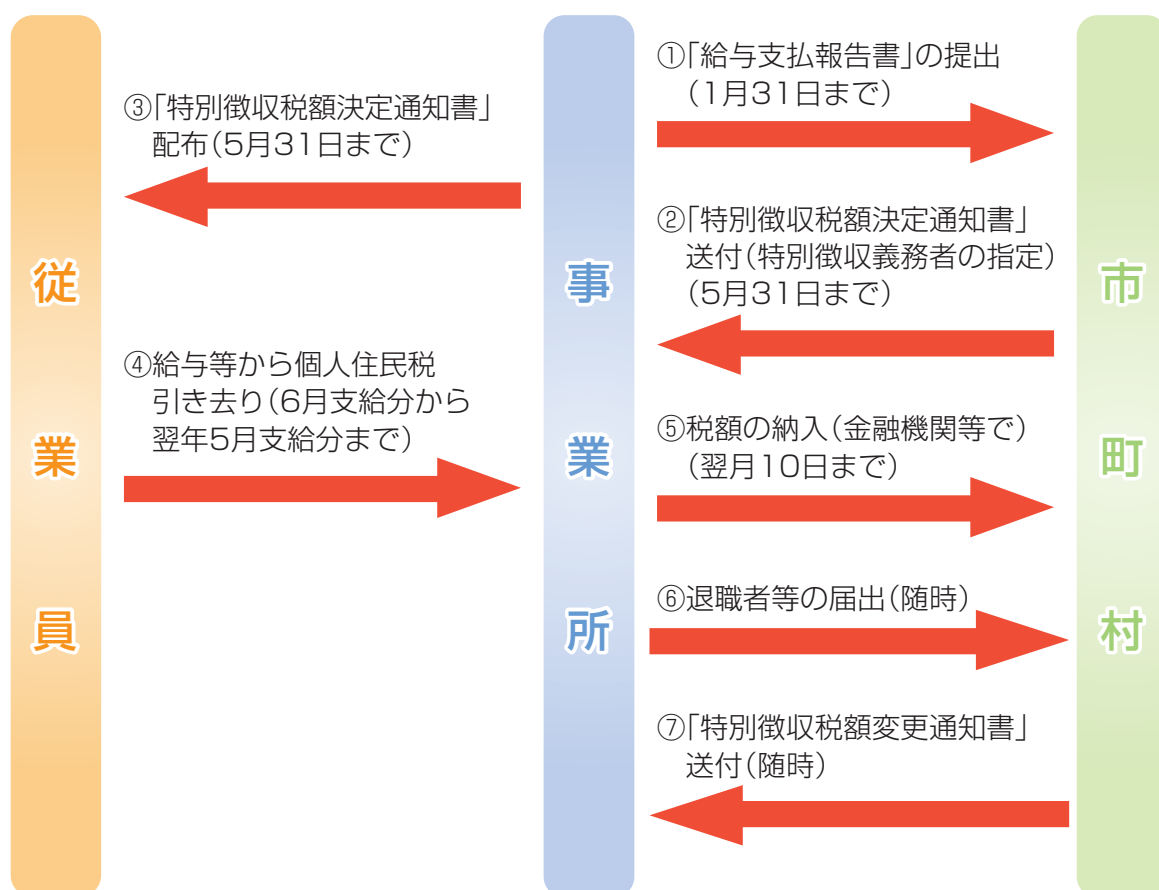 従業員
事業所
市町村
①「給与支払報告書」の提出
（1月31日まで）
②「特別徴収税額決定通知書」
送付（特別徴収義務者の指定）
（5月31日まで）
③「特別徴収税額決定通知書」
配布（5月31日まで）
④給与等から個人住民税
引き去り（6月支給分から
翌年5月支給分まで）
⑤税額の納入（金融機関等で）
（翌月10日まで）
⑥退職者等の届出（随時）
⑦「特別徴収税額変更通知書」
送付（随時）